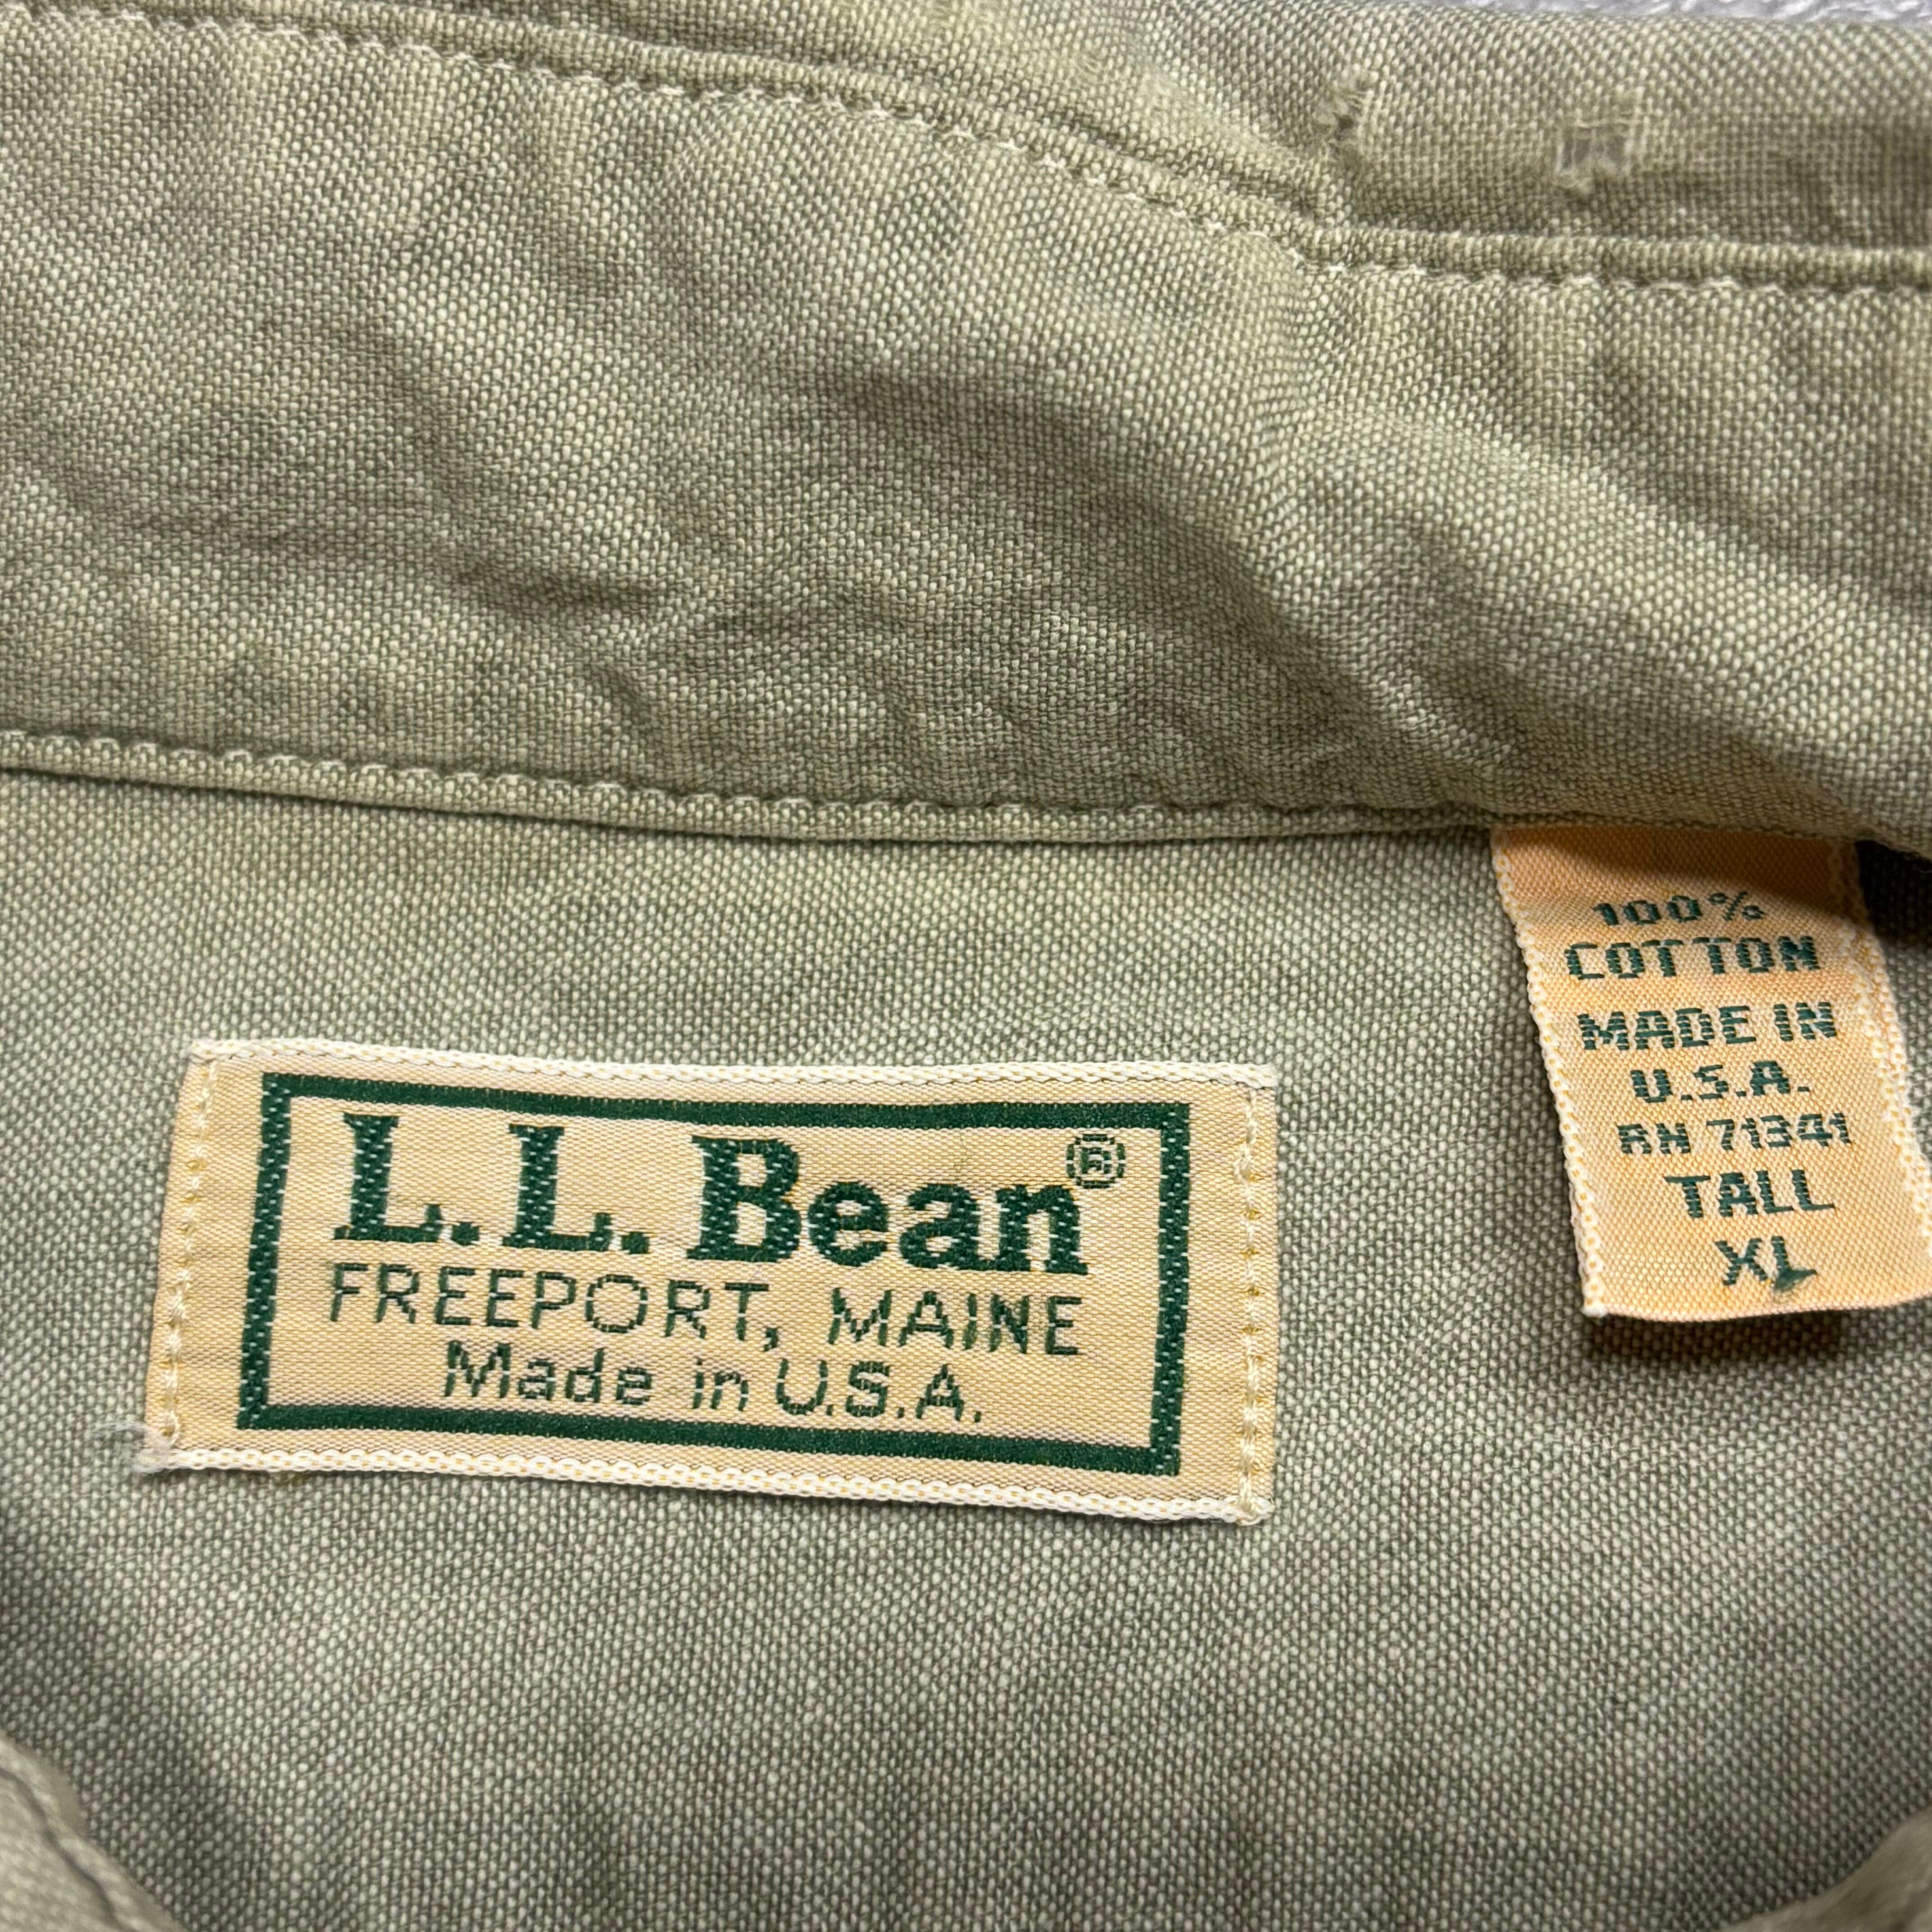 L.L.Bean®
FREEPORT, MAINE
Made in U.S.A.
100%
COTTON
MADE IN
U.S.A.
RN 71341
TALL
XL